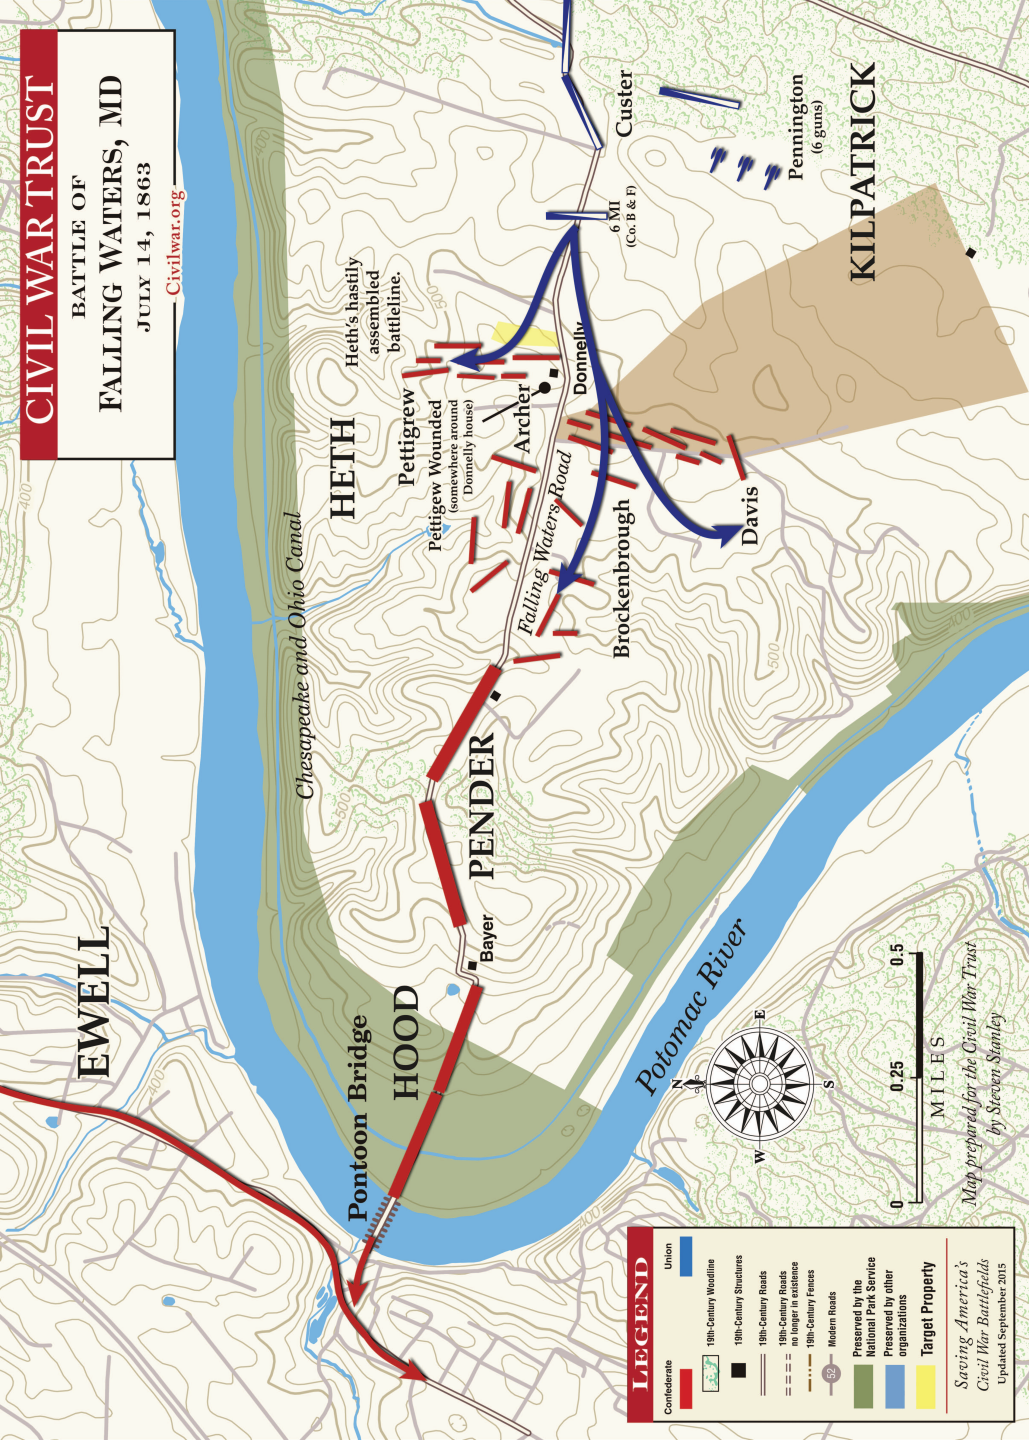 CIVIL WAR TRUST
BATTLE OF
FALLING WATERS, MD
JULY 14, 1863
Civilwar.org
EWELL
Chesapeake and Ohio Canal
HETH
Heth's hastily
assembled
battleline.
Pettigrew
Pettigew Wounded
(somewhere around
Donnelly house)
Archer
Donnelly
Falling Waters Road
Brockenbrough
Davis
6 MI
(Co. B & F)
Custer
Pennington
(6 guns)
KILPATRICK
PENDER
Bayer
HOOD
Pontoon Bridge
Potomac River
400
400
400
400
400
500
500
500
N
E
S
W
0
0.25
0.5
MILES
Map prepared for the Civil War Trust
by Steven Stanley
LEGEND
Confederate
Union
19th-Century Woodline
19th-Century Structures
19th-Century Roads
19th-Century Roads
no longer in existence
19th-Century Fences
52
Modern Roads
Preserved by the
National Park Service
Preserved by other
organizations
Target Property
Saving America's
Civil War Battlefields
Updated September 2015